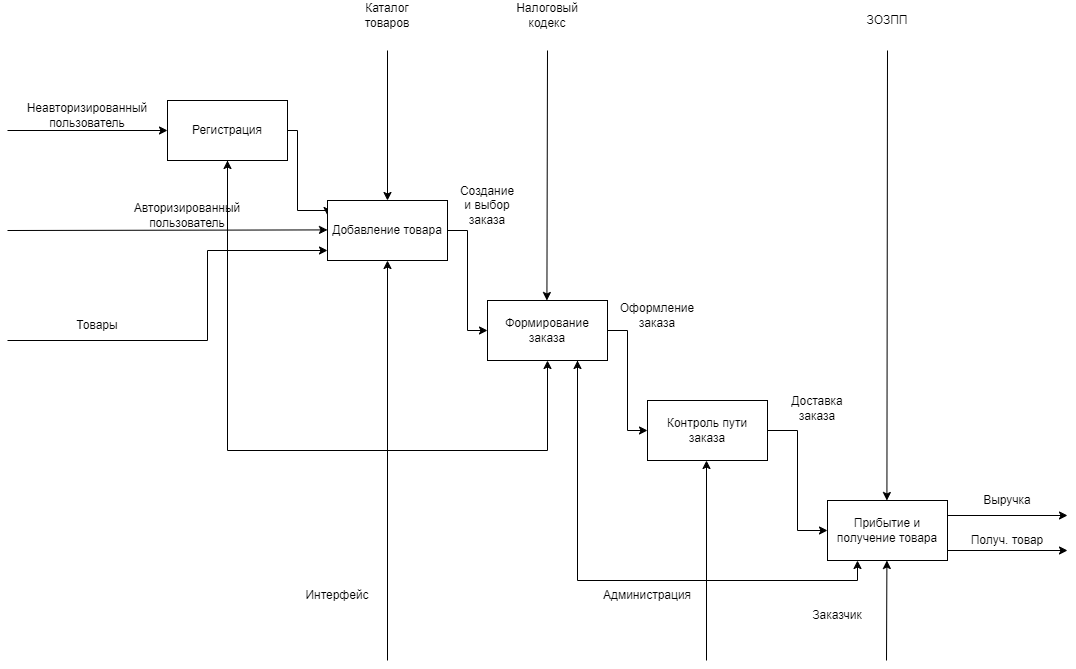 Каталог
товаров
Налоговый
кодекс
ЗОЗПП
Неавторизированный
пользователь
Регистрация
Авторизированный
пользователь
Добавление товара
Создание
и выбор
заказа
Товары
Формирование
заказа
Оформление
заказа
Контроль пути
заказа
Доставка
заказа
Прибытие и
получение товара
Выручка
Получ. товар
Интерфейс
Администрация
Заказчик